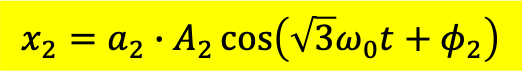 x₂ = a₂ · A₂ cos(√3ω₀t + ϕ₂)